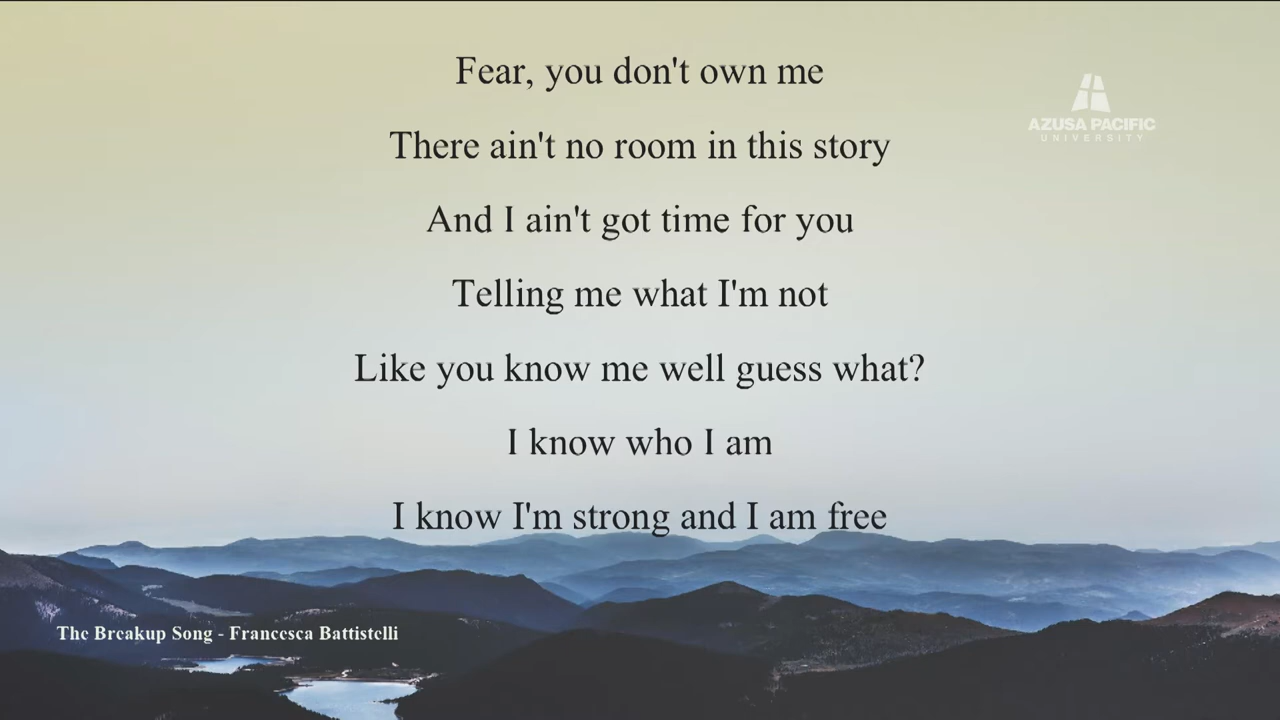 Fear, you don't own me
AZUSA PACIFIC
UNIVERSITY
There ain't no room in this story
And I ain't got time for you
Telling me what I'm not
Like you know me well guess what?
I know who I am
I know I'm strong and I am free
The Breakup Song - Francesca Battistelli